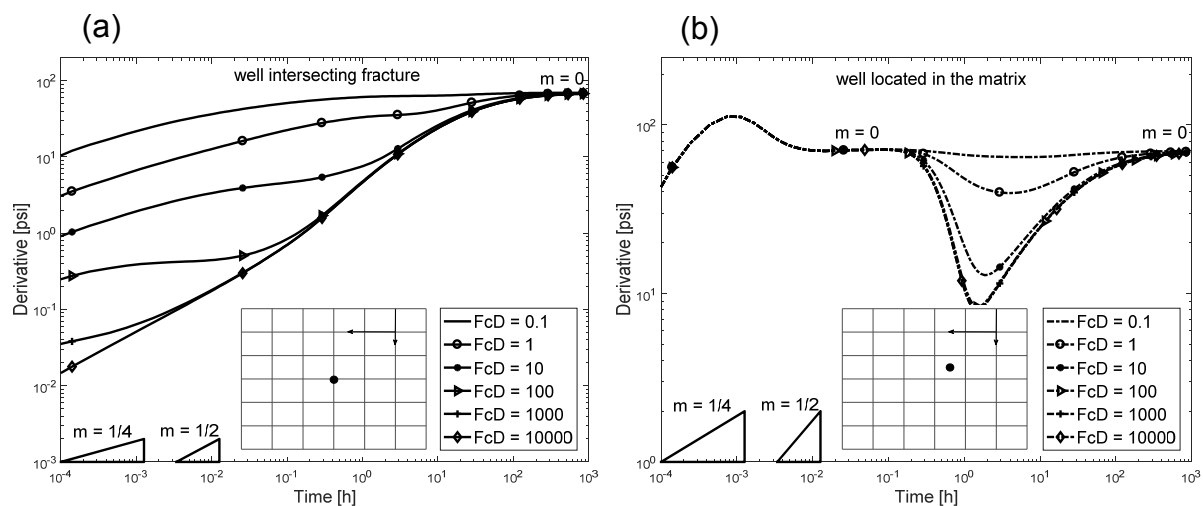 (a)
well intersecting fracture
m = 0
Derivative [psi]
10^2
10^1
10^0
10^-1
10^-2
10^-3
m = 1/4
m = 1/2
FcD = 0.1
FcD = 1
FcD = 10
FcD = 100
FcD = 1000
FcD = 10000
10^-4
10^-3
10^-2
10^-1
10^0
10^1
10^2
10^3
Time [h]
(b)
well located in the matrix
m = 0
m = 0
Derivative [psi]
10^2
10^1
10^0
m = 1/4
m = 1/2
FcD = 0.1
FcD = 1
FcD = 10
FcD = 100
FcD = 1000
FcD = 10000
10^-4
10^-3
10^-2
10^-1
10^0
10^1
10^2
10^3
Time [h]